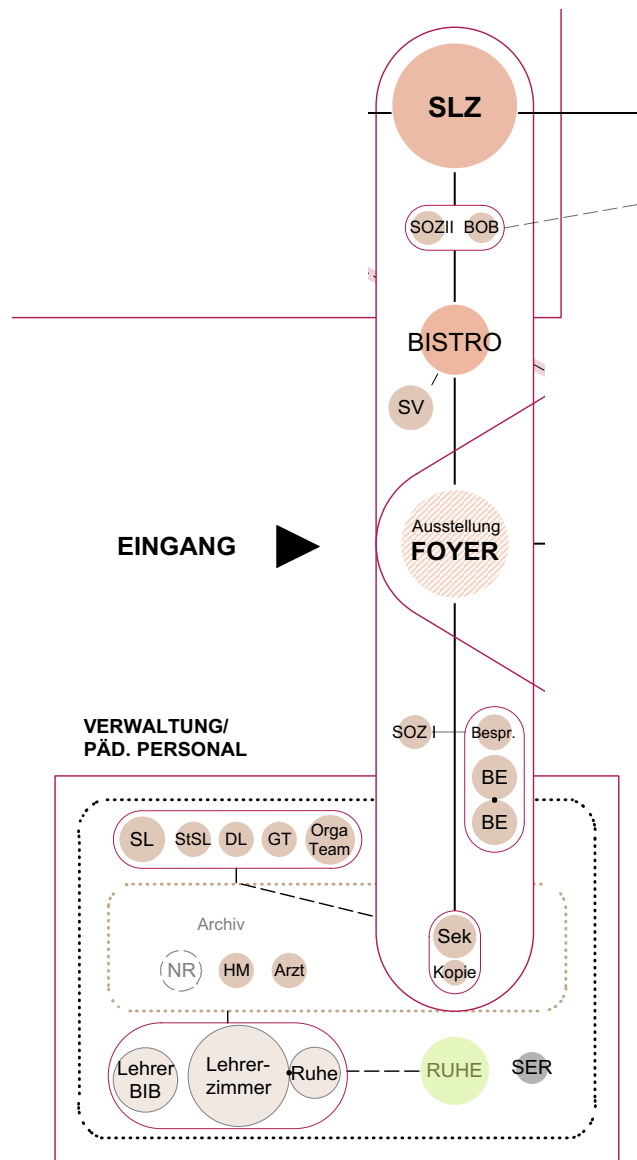 SLZ
SOZII
BOB
BISTRO
SV
EINGANG
Ausstellung
FOYER
VERWALTUNG/
PÄD. PERSONAL
SOZ
Bespr.
BE
BE
SL
StSL
DL
GT
Orga
Team
Archiv
NR
HM
Arzt
Sek
Kopie
Lehrer
BIB
Lehrer-
zimmer
Ruhe
RUHE
SER